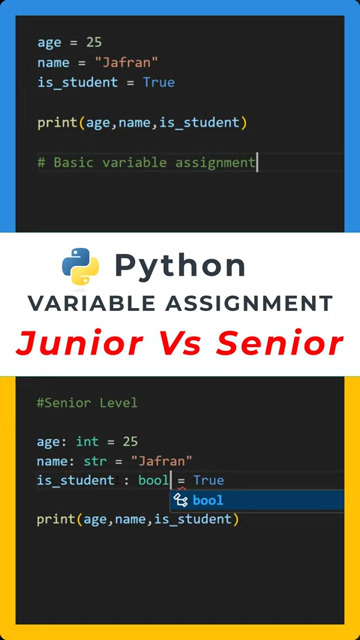 age = 25
name = "Jafran"
is_student = True
print(age,name,is_student)
# Basic variable assignment
Python
VARIABLE ASSIGNMENT
Junior Vs Senior
#Senior Level
age: int = 25
name: str = "Jafran"
is_student : bool = True
bool
print(age,name,is_student)